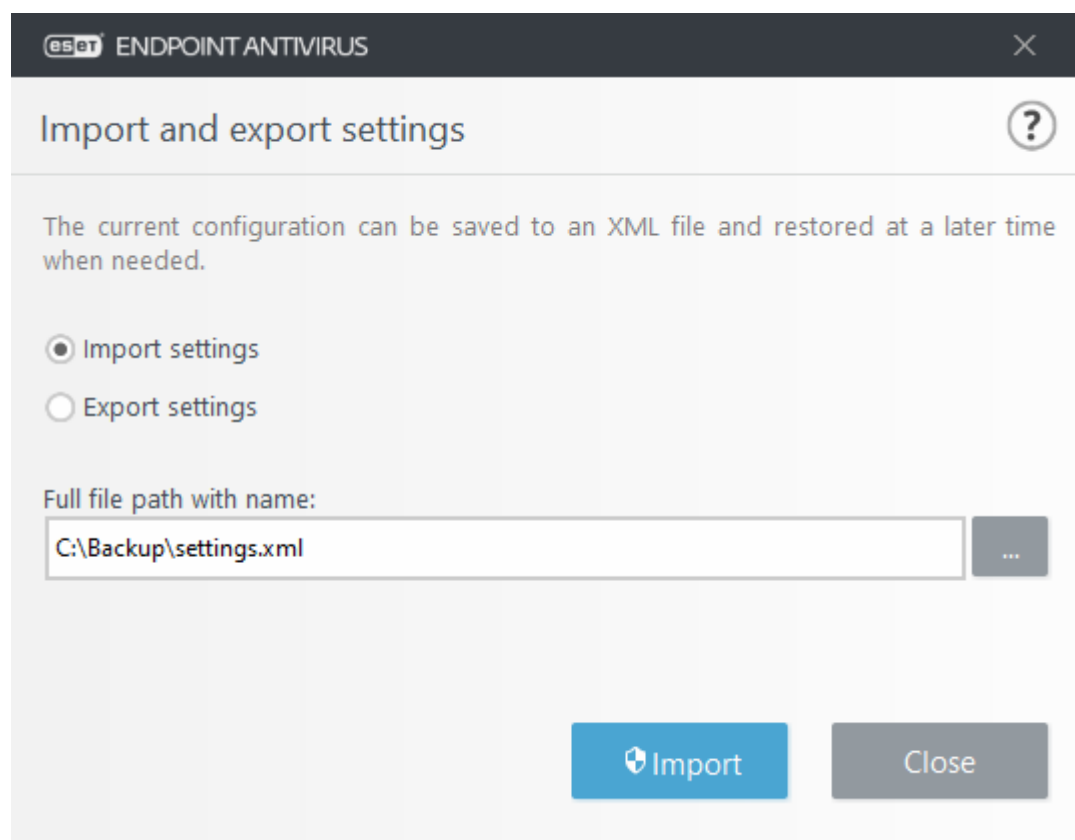 eset ENDPOINT ANTIVIRUS
Import and export settings
?
The current configuration can be saved to an XML file and restored at a later time
when needed.
Import settings
Export settings
Full file path with name:
C:\Backup\settings.xml
...
Import
Close